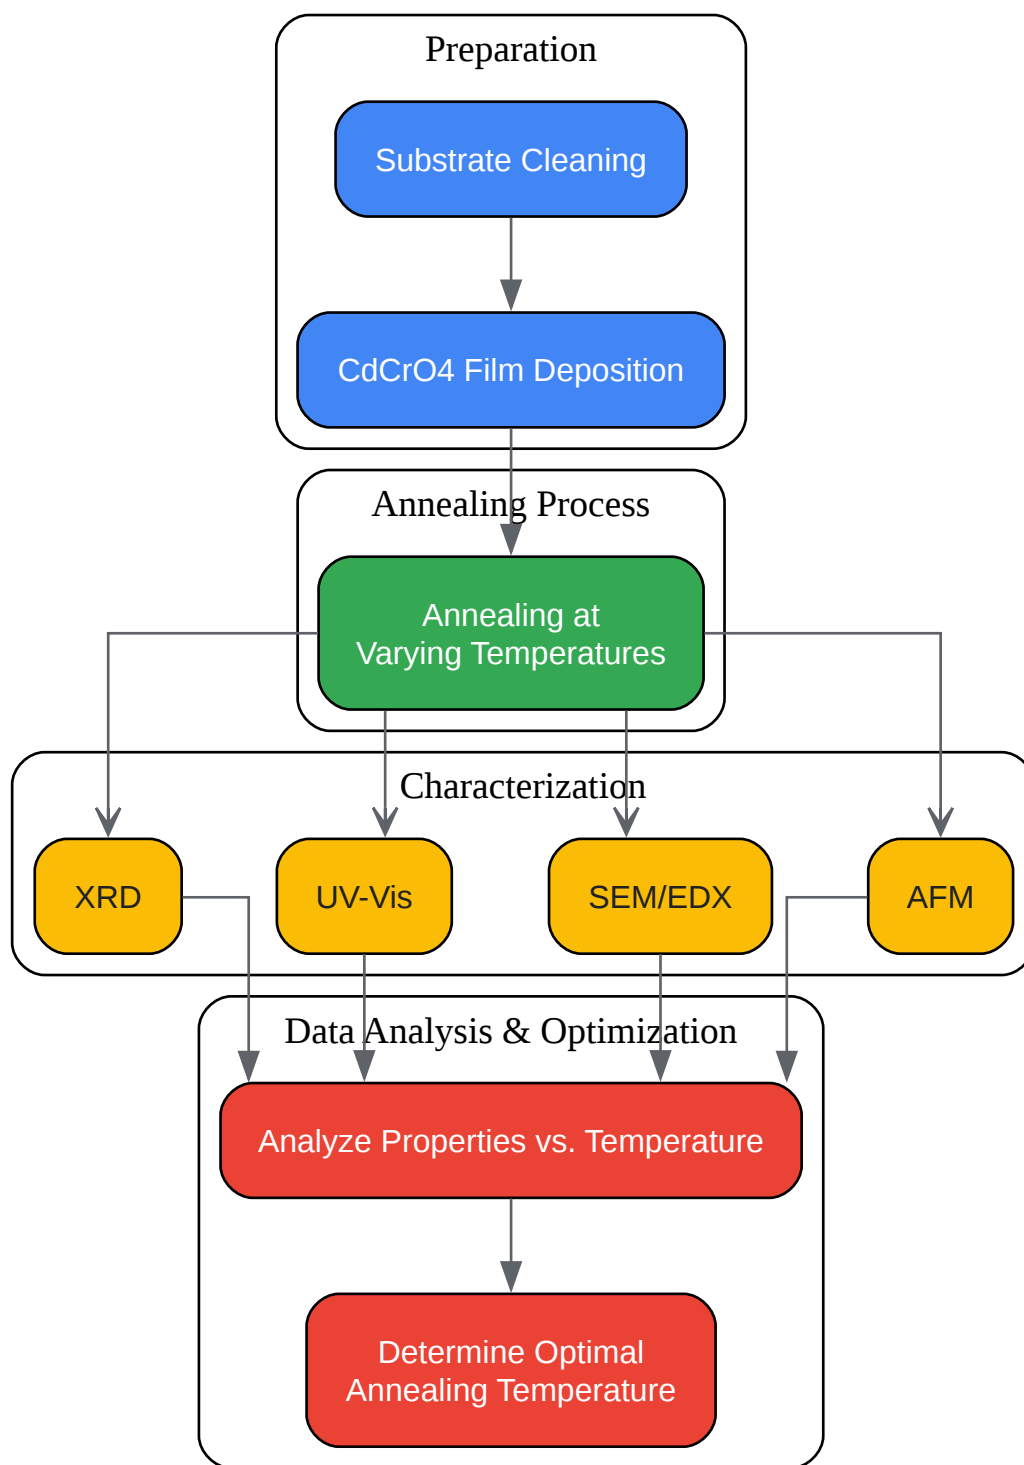 Preparation
Substrate Cleaning
CdCrO4 Film Deposition
Annealing Process
Annealing at
Varying Temperatures
Characterization
XRD
UV-Vis
SEM/EDX
AFM
Data Analysis & Optimization
Analyze Properties vs. Temperature
Determine Optimal
Annealing Temperature